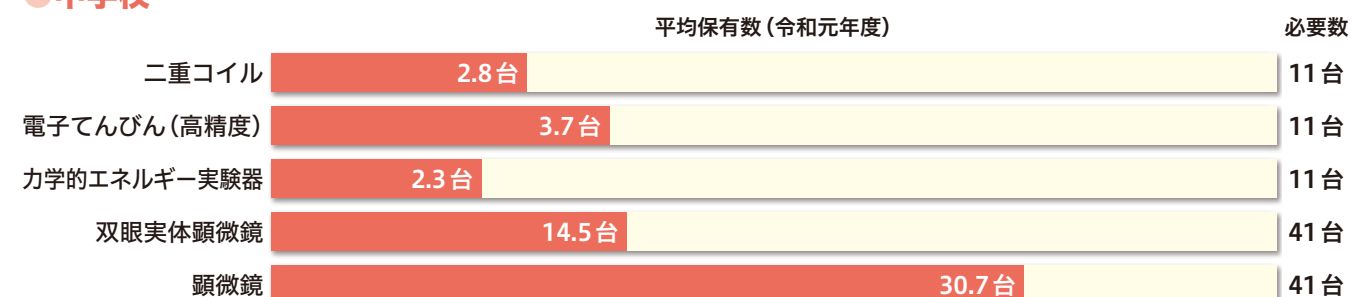 ●中学校
平均保有数（令和元年度） 必要数
二重コイル 2.8台 11台
電子てんびん（高精度） 3.7台 11台
力学的エネルギー実験器 2.3台 11台
双眼実体顕微鏡 14.5台 41台
顕微鏡 30.7台 41台